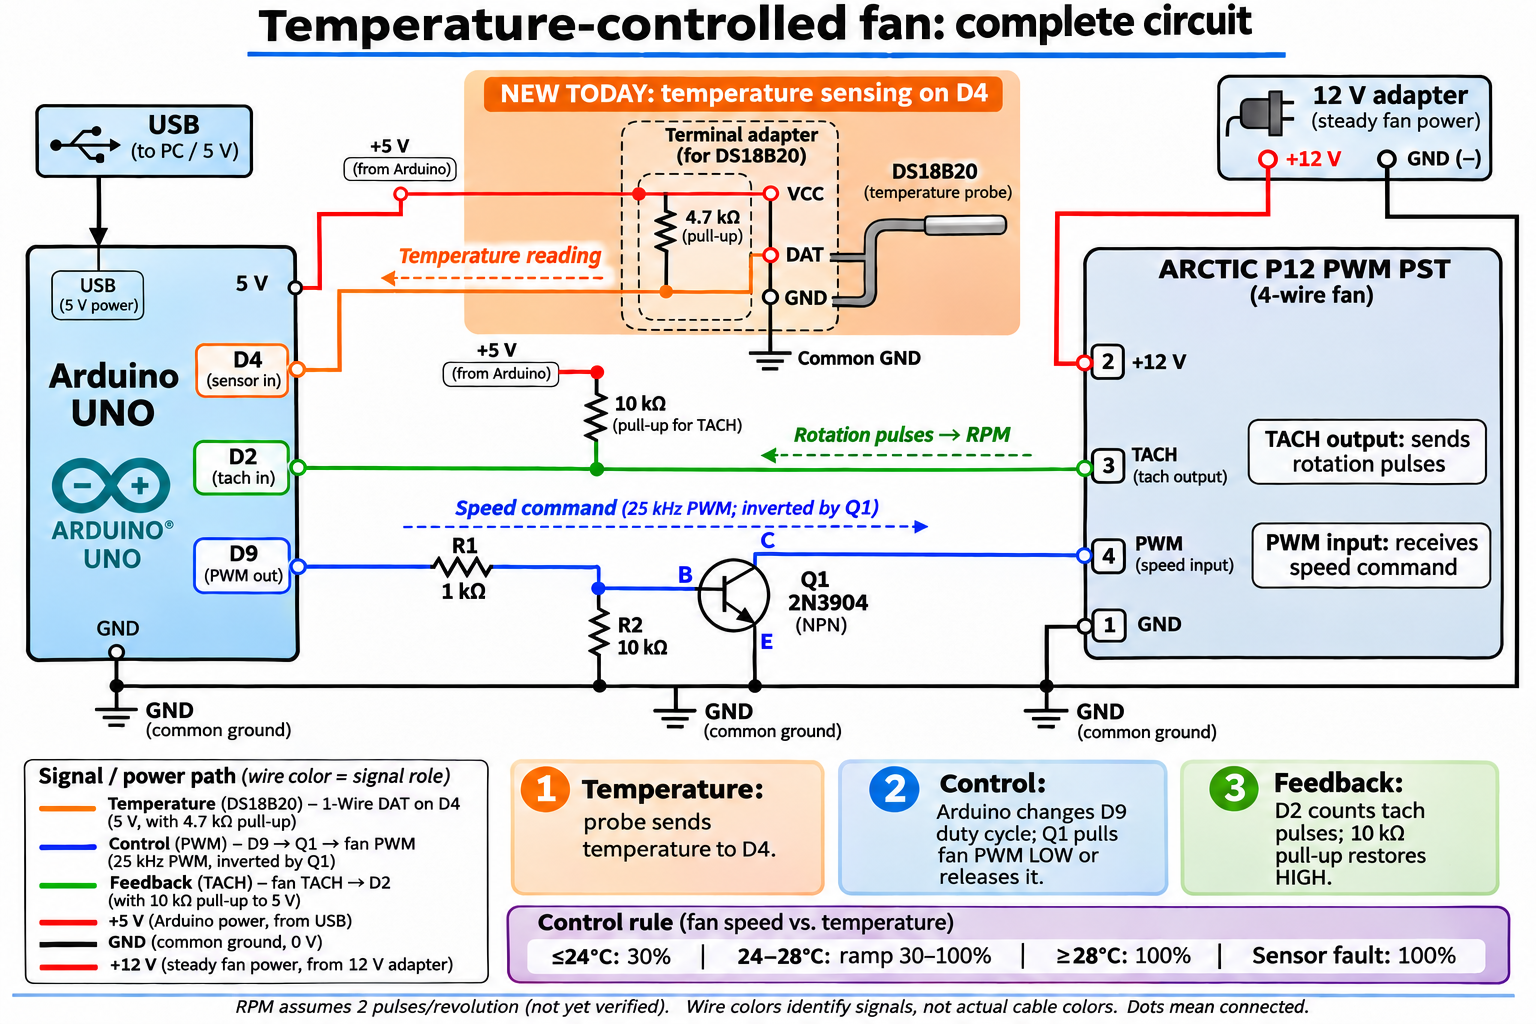 Temperature-controlled fan: complete circuit
NEW TODAY: temperature sensing on D4
USB
(to PC / 5 V)
+5 V
(from Arduino)
Terminal adapter
(for DS18B20)
VCC
4.7 kΩ
(pull-up)
DAT
GND
DS18B20
(temperature probe)
12 V adapter
(steady fan power)
+12 V
GND (−)
Temperature reading
Common GND
USB
(5 V power)
5 V
D4
(sensor in)
Arduino
UNO
D2
(tach in)
ARDUINO®
UNO
D9
(PWM out)
GND
+5 V
(from Arduino)
10 kΩ
(pull-up for TACH)
Rotation pulses → RPM
Speed command (25 kHz PWM; inverted by Q1)
R1
1 kΩ
R2
10 kΩ
B
C
E
Q1
2N3904
(NPN)
ARCTIC P12 PWM PST
(4-wire fan)
2
+12 V
3
TACH
(tach output)
TACH output: sends
rotation pulses
4
PWM
(speed input)
PWM input: receives
speed command
1
GND
GND
(common ground)
GND
(common ground)
GND
(common ground)
Signal / power path (wire color = signal role)
Temperature (DS18B20) – 1-Wire DAT on D4
(5 V, with 4.7 kΩ pull-up)
Control (PWM) – D9 → Q1 → fan PWM
(25 kHz PWM, inverted by Q1)
Feedback (TACH) – fan TACH → D2
(with 10 kΩ pull-up to 5 V)
+5 V (Arduino power, from USB)
GND (common ground, 0 V)
+12 V (steady fan power, from 12 V adapter)
1
Temperature:
probe sends
temperature to D4.
2
Control:
Arduino changes D9
duty cycle; Q1 pulls
fan PWM LOW or
releases it.
3
Feedback:
D2 counts tach
pulses; 10 kΩ
pull-up restores
HIGH.
Control rule (fan speed vs. temperature)
≤24°C: 30% | 24–28°C: ramp 30–100% | ≥28°C: 100% | Sensor fault: 100%
RPM assumes 2 pulses/revolution (not yet verified). Wire colors identify signals, not actual cable colors. Dots mean connected.